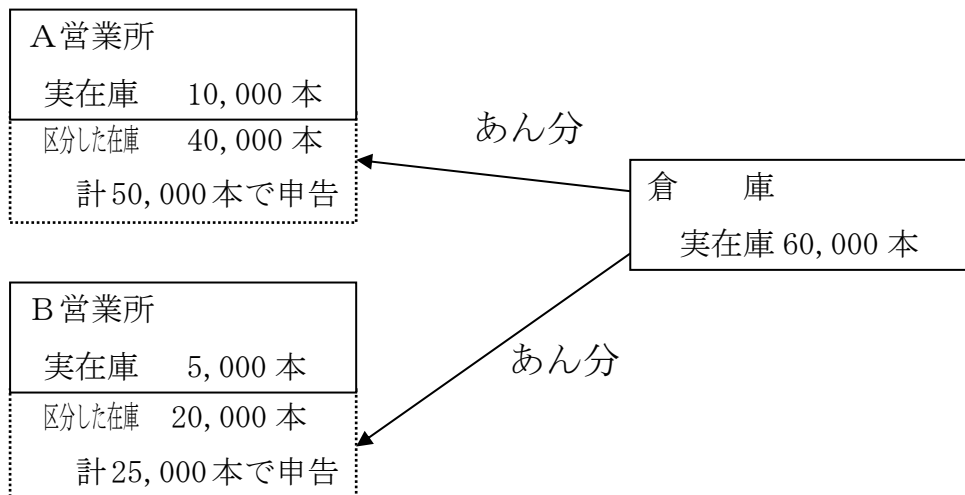 A営業所
実在庫 10,000 本
区分した在庫 40,000 本
計50,000本で申告
あん分
倉 庫
実在庫 60,000 本
B営業所
実在庫 5,000 本
区分した在庫 20,000 本
計25,000本で申告
あん分